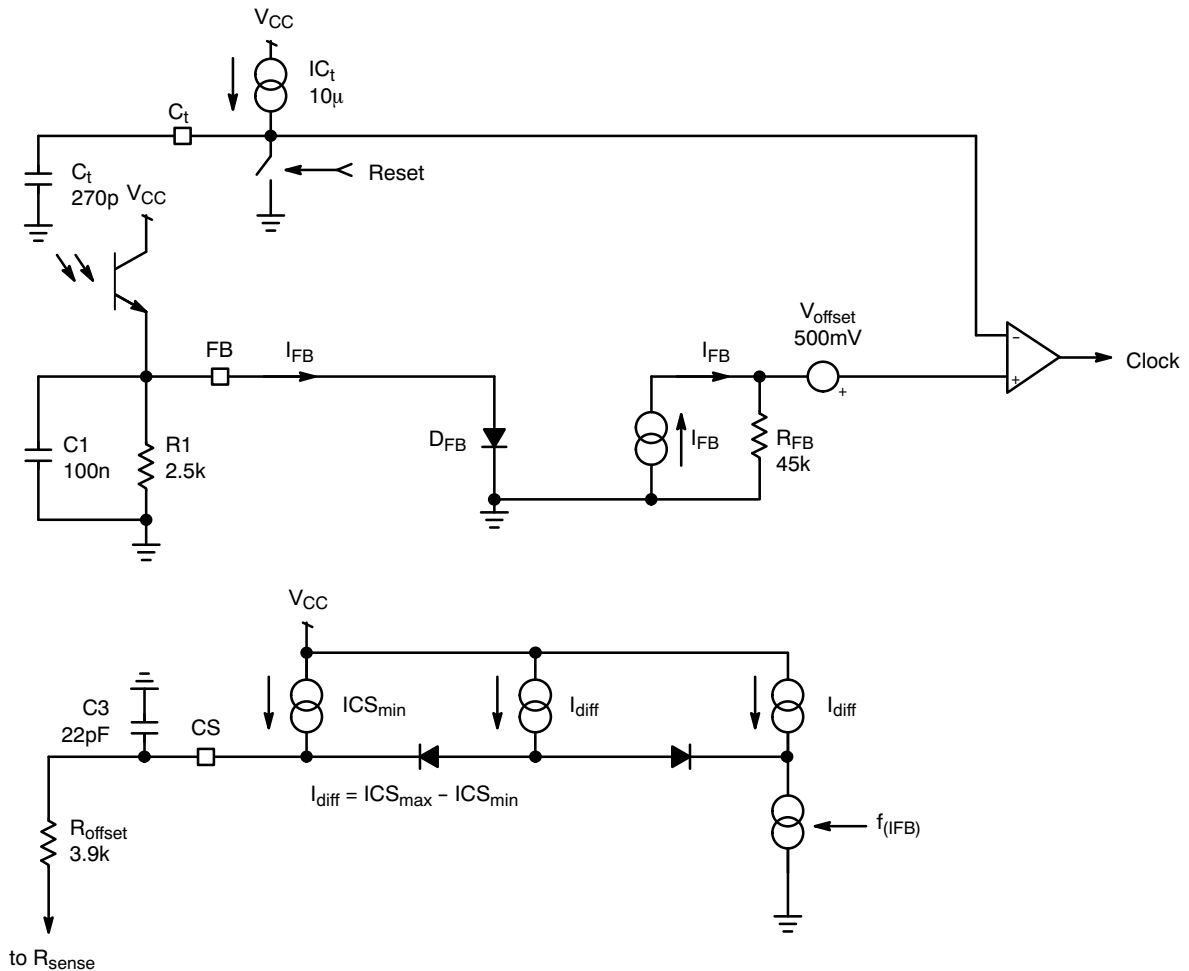 VCC
ICt
10µ
Ct
Reset
Ct
270p
VCC
Voffset
500mV
FB
IFB
IFB
−
+
Clock
+
C1
100n
R1
2.5k
DFB
IFB
RFB
45k
VCC
C3
22pF
CS
ICSmin
Idiff
Idiff
Idiff = ICSmax − ICSmin
Roffset
3.9k
f(IFB)
to Rsense